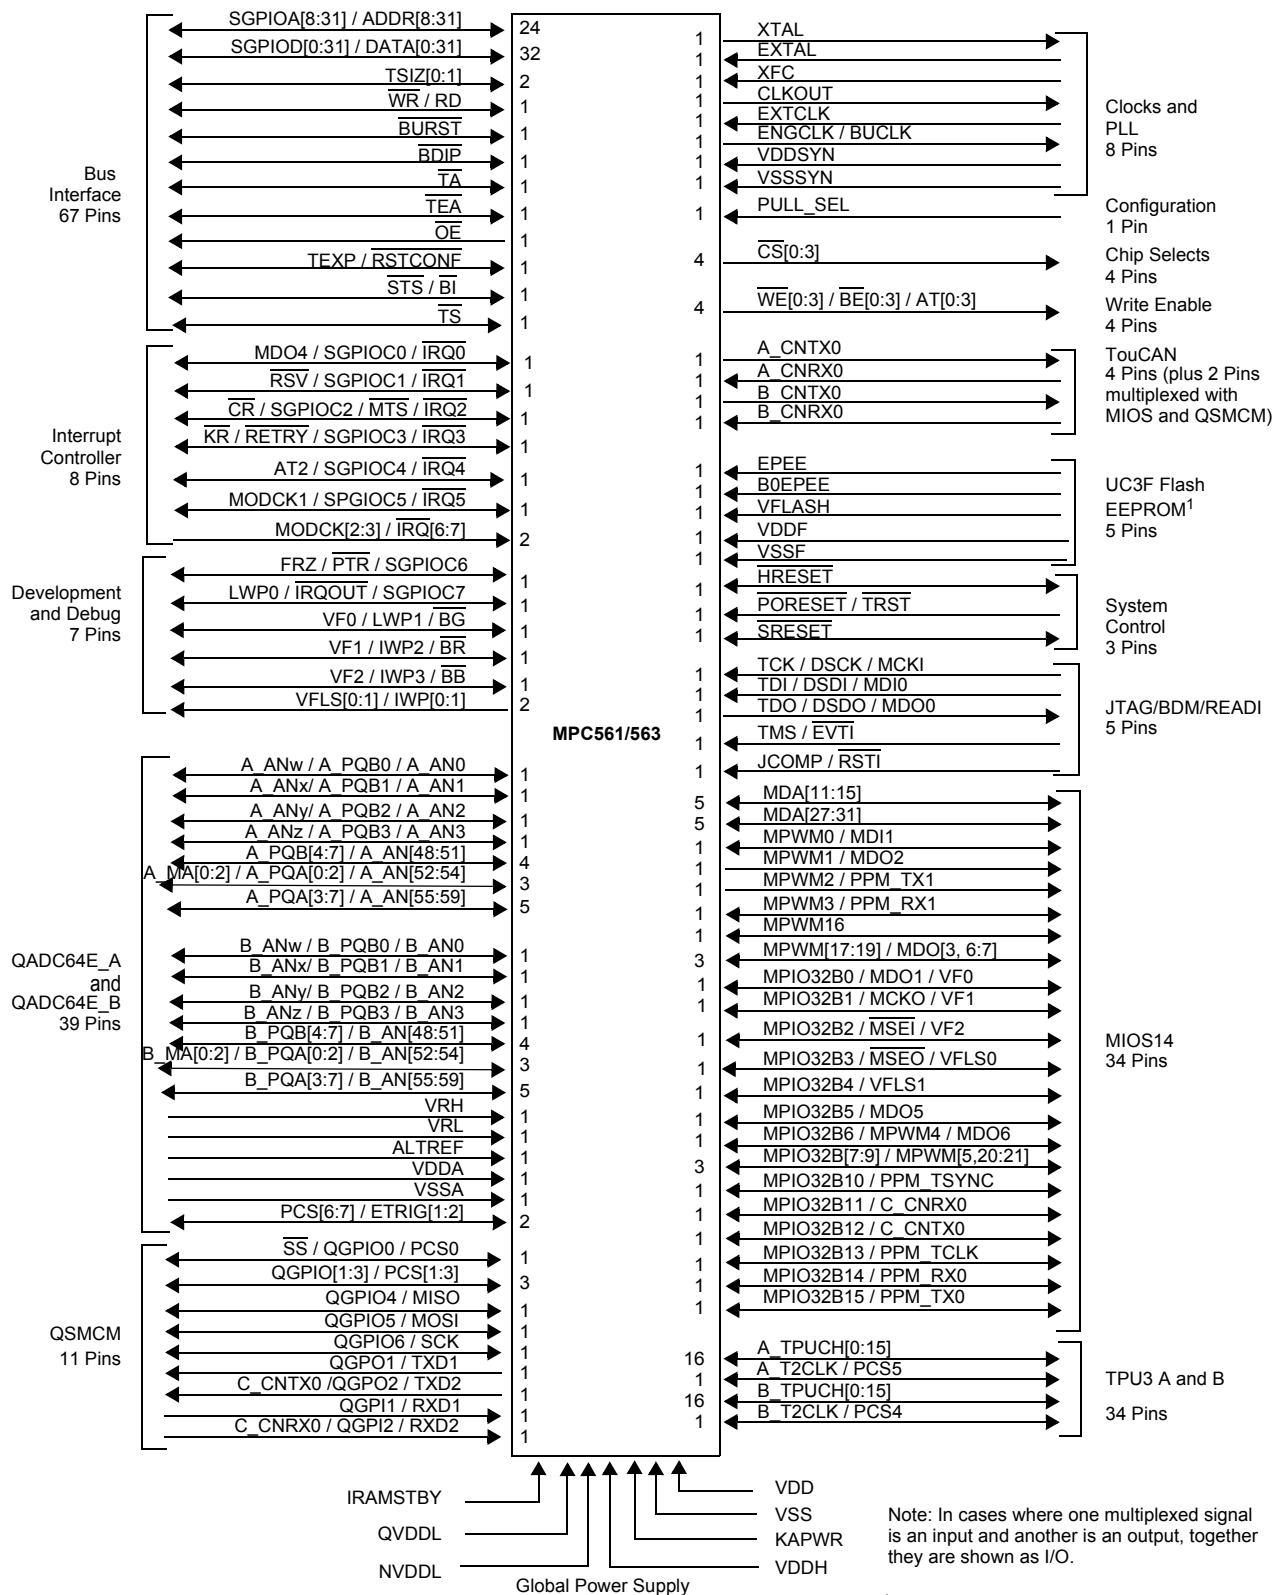 SGPIOA[8:31] / ADDR[8:31]
24
SGPIOD[0:31] / DATA[0:31]
32
TSIZ[0:1]
2
WR / RD
1
BURST
1
BDIP
1
TA
1
TEA
1
OE
1
TEXP / RSTCONF
1
STS / BI
1
TS
1
Bus
Interface
67 Pins
MDO4 / SGPIOC0 / IRQ0
1
RSV / SGPIOC1 / IRQ1
1
CR / SGPIOC2 / MTS / IRQ2
1
KR / RETRY / SGPIOC3 / IRQ3
1
AT2 / SGPIOC4 / IRQ4
1
MODCK1 / SPGIOC5 / IRQ5
1
MODCK[2:3] / IRQ[6:7]
2
Interrupt
Controller
8 Pins
FRZ / PTR / SGPIOC6
1
LWP0 / IRQOUT / SGPIOC7
1
VF0 / LWP1 / BG
1
VF1 / IWP2 / BR
1
VF2 / IWP3 / BB
1
VFLS[0:1] / IWP[0:1]
2
Development
and Debug
7 Pins
A_ANw / A_PQB0 / A_AN0
1
A_ANx/ A_PQB1 / A_AN1
1
A_ANy/ A_PQB2 / A_AN2
1
A_ANz / A_PQB3 / A_AN3
1
A_PQB[4:7] / A_AN[48:51]
4
A_MA[0:2] / A_PQA[0:2] / A_AN[52:54]
3
A_PQA[3:7] / A_AN[55:59]
5
B_ANw / B_PQB0 / B_AN0
1
B_ANx/ B_PQB1 / B_AN1
1
B_ANy/ B_PQB2 / B_AN2
1
B_ANz / B_PQB3 / B_AN3
1
B_PQB[4:7] / B_AN[48:51]
4
B_MA[0:2] / B_PQA[0:2] / B_AN[52:54]
3
B_PQA[3:7] / B_AN[55:59]
5
VRH
1
VRL
1
ALTREF
1
VDDA
1
VSSA
1
PCS[6:7] / ETRIG[1:2]
2
QADC64E_A
and
QADC64E_B
39 Pins
SS / QGPIO0 / PCS0
1
QGPIO[1:3] / PCS[1:3]
3
QGPIO4 / MISO
1
QGPIO5 / MOSI
1
QGPIO6 / SCK
1
QGPO1 / TXD1
1
C_CNTX0 /QGPO2 / TXD2
1
QGPI1 / RXD1
1
C_CNRX0 / QGPI2 / RXD2
1
QSMCM
11 Pins
MPC561/563
1
XTAL
1
EXTAL
1
XFC
1
CLKOUT
1
EXTCLK
1
ENGCLK / BUCLK
1
VDDSYN
1
VSSSYN
Clocks and
PLL
8 Pins
1
PULL_SEL
Configuration
1 Pin
4
CS[0:3]
Chip Selects
4 Pins
4
WE[0:3] / BE[0:3] / AT[0:3]
Write Enable
4 Pins
1
A_CNTX0
1
A_CNRX0
1
B_CNTX0
1
B_CNRX0
TouCAN
4 Pins (plus 2 Pins
multiplexed with
MIOS and QSMCM)
1
EPEE
1
B0EPEE
1
VFLASH
1
VDDF
1
VSSF
UC3F Flash
EEPROM1
5 Pins
1
HRESET
1
PORESET / TRST
1
SRESET
System
Control
3 Pins
1
TCK / DSCK / MCKI
1
TDI / DSDI / MDI0
1
TDO / DSDO / MDO0
1
TMS / EVTI
1
JCOMP / RSTI
JTAG/BDM/READI
5 Pins
5
MDA[11:15]
5
MDA[27:31]
1
MPWM0 / MDI1
1
MPWM1 / MDO2
1
MPWM2 / PPM_TX1
1
MPWM3 / PPM_RX1
1
MPWM16
3
MPWM[17:19] / MDO[3, 6:7]
1
MPIO32B0 / MDO1 / VF0
1
MPIO32B1 / MCKO / VF1
1
MPIO32B2 / MSEI / VF2
1
MPIO32B3 / MSEO / VFLS0
1
MPIO32B4 / VFLS1
1
MPIO32B5 / MDO5
1
MPIO32B6 / MPWM4 / MDO6
3
MPIO32B[7:9] / MPWM[5,20:21]
1
MPIO32B10 / PPM_TSYNC
1
MPIO32B11 / C_CNRX0
1
MPIO32B12 / C_CNTX0
1
MPIO32B13 / PPM_TCLK
1
MPIO32B14 / PPM_RX0
1
MPIO32B15 / PPM_TX0
MIOS14
34 Pins
16
A_TPUCH[0:15]
1
A_T2CLK / PCS5
16
B_TPUCH[0:15]
1
B_T2CLK / PCS4
TPU3 A and B
34 Pins
IRAMSTBY
QVDDL
NVDDL
VDD
VSS
KAPWR
VDDH
Global Power Supply
Note: In cases where one multiplexed signal
is an input and another is an output, together
they are shown as I/O.